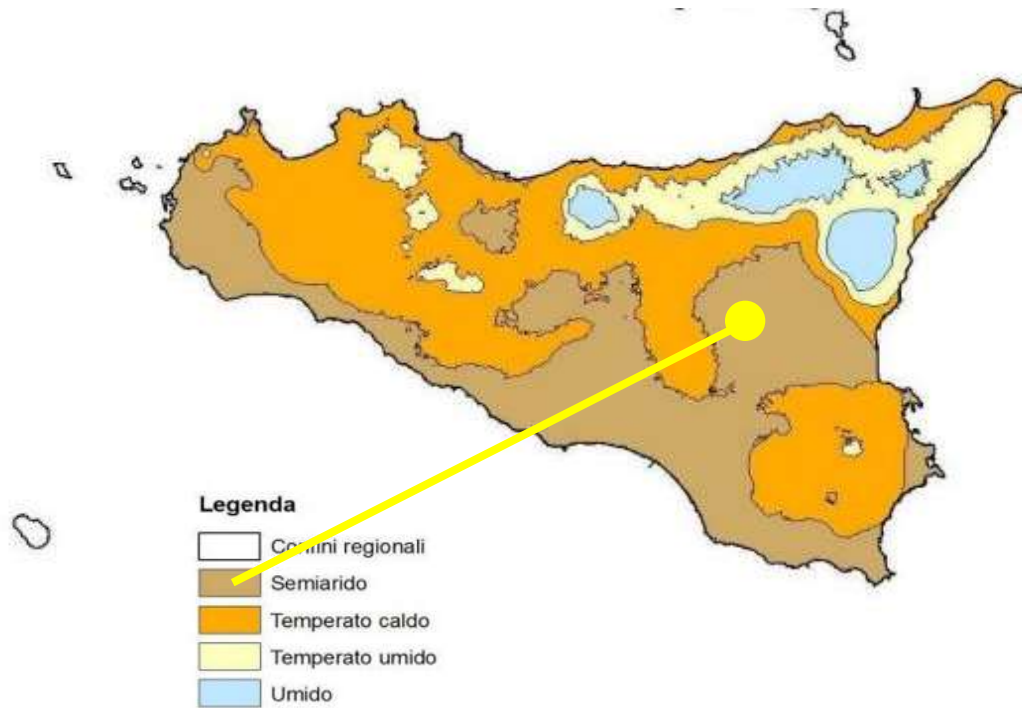 Legenda
Confini regionali
Semiarido
Temperato caldo
Temperato umido
Umido